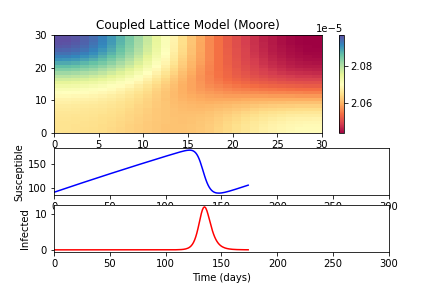 Coupled Lattice Model (Moore)
1e−5
30
20
10
0
2.08
2.06
0 5 10 15 20 25 30
Susceptible
150
100
0 50 150 200 250 300
Infected
10
0
0 50 100 150 200 250 300
Time (days)